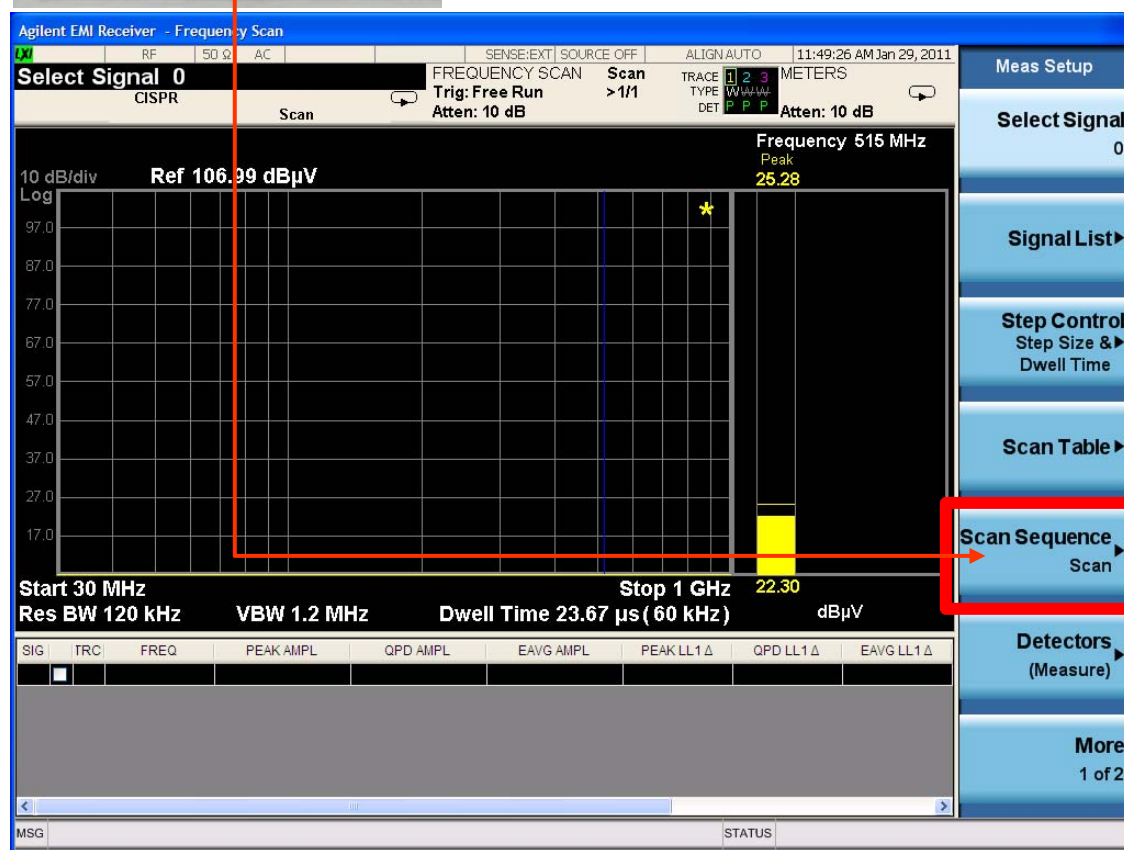 Agilent EMI Receiver - Frequency Scan
LXI RF 50 Ω AC SENSE:EXT SOURCE OFF ALIGN AUTO 11:49:26 AM Jan 29, 2011
Select Signal 0
CISPR
Scan
FREQUENCY SCAN Scan
Trig: Free Run >1/1
Atten: 10 dB
TRACE 1 2 3
TYPE W W W
DET P P P
METERS
Atten: 10 dB
Frequency 515 MHz
Peak
25.28
10 dB/div Ref 106.99 dBµV
Log
97.0
87.0
77.0
67.0
57.0
47.0
37.0
27.0
17.0
Start 30 MHz Stop 1 GHz
Res BW 120 kHz VBW 1.2 MHz Dwell Time 23.67 µs ( 60 kHz )
22.30
dBµV
SIG TRC FREQ PEAK AMPL QPD AMPL EAVG AMPL PEAK LL1 Δ QPD LL1 Δ EAVG LL1 Δ
MSG STATUS
Meas Setup
Select Signal
0
Signal List
Step Control
Step Size &
Dwell Time
Scan Table
Scan Sequence
Scan
Detectors
(Measure)
More
1 of 2